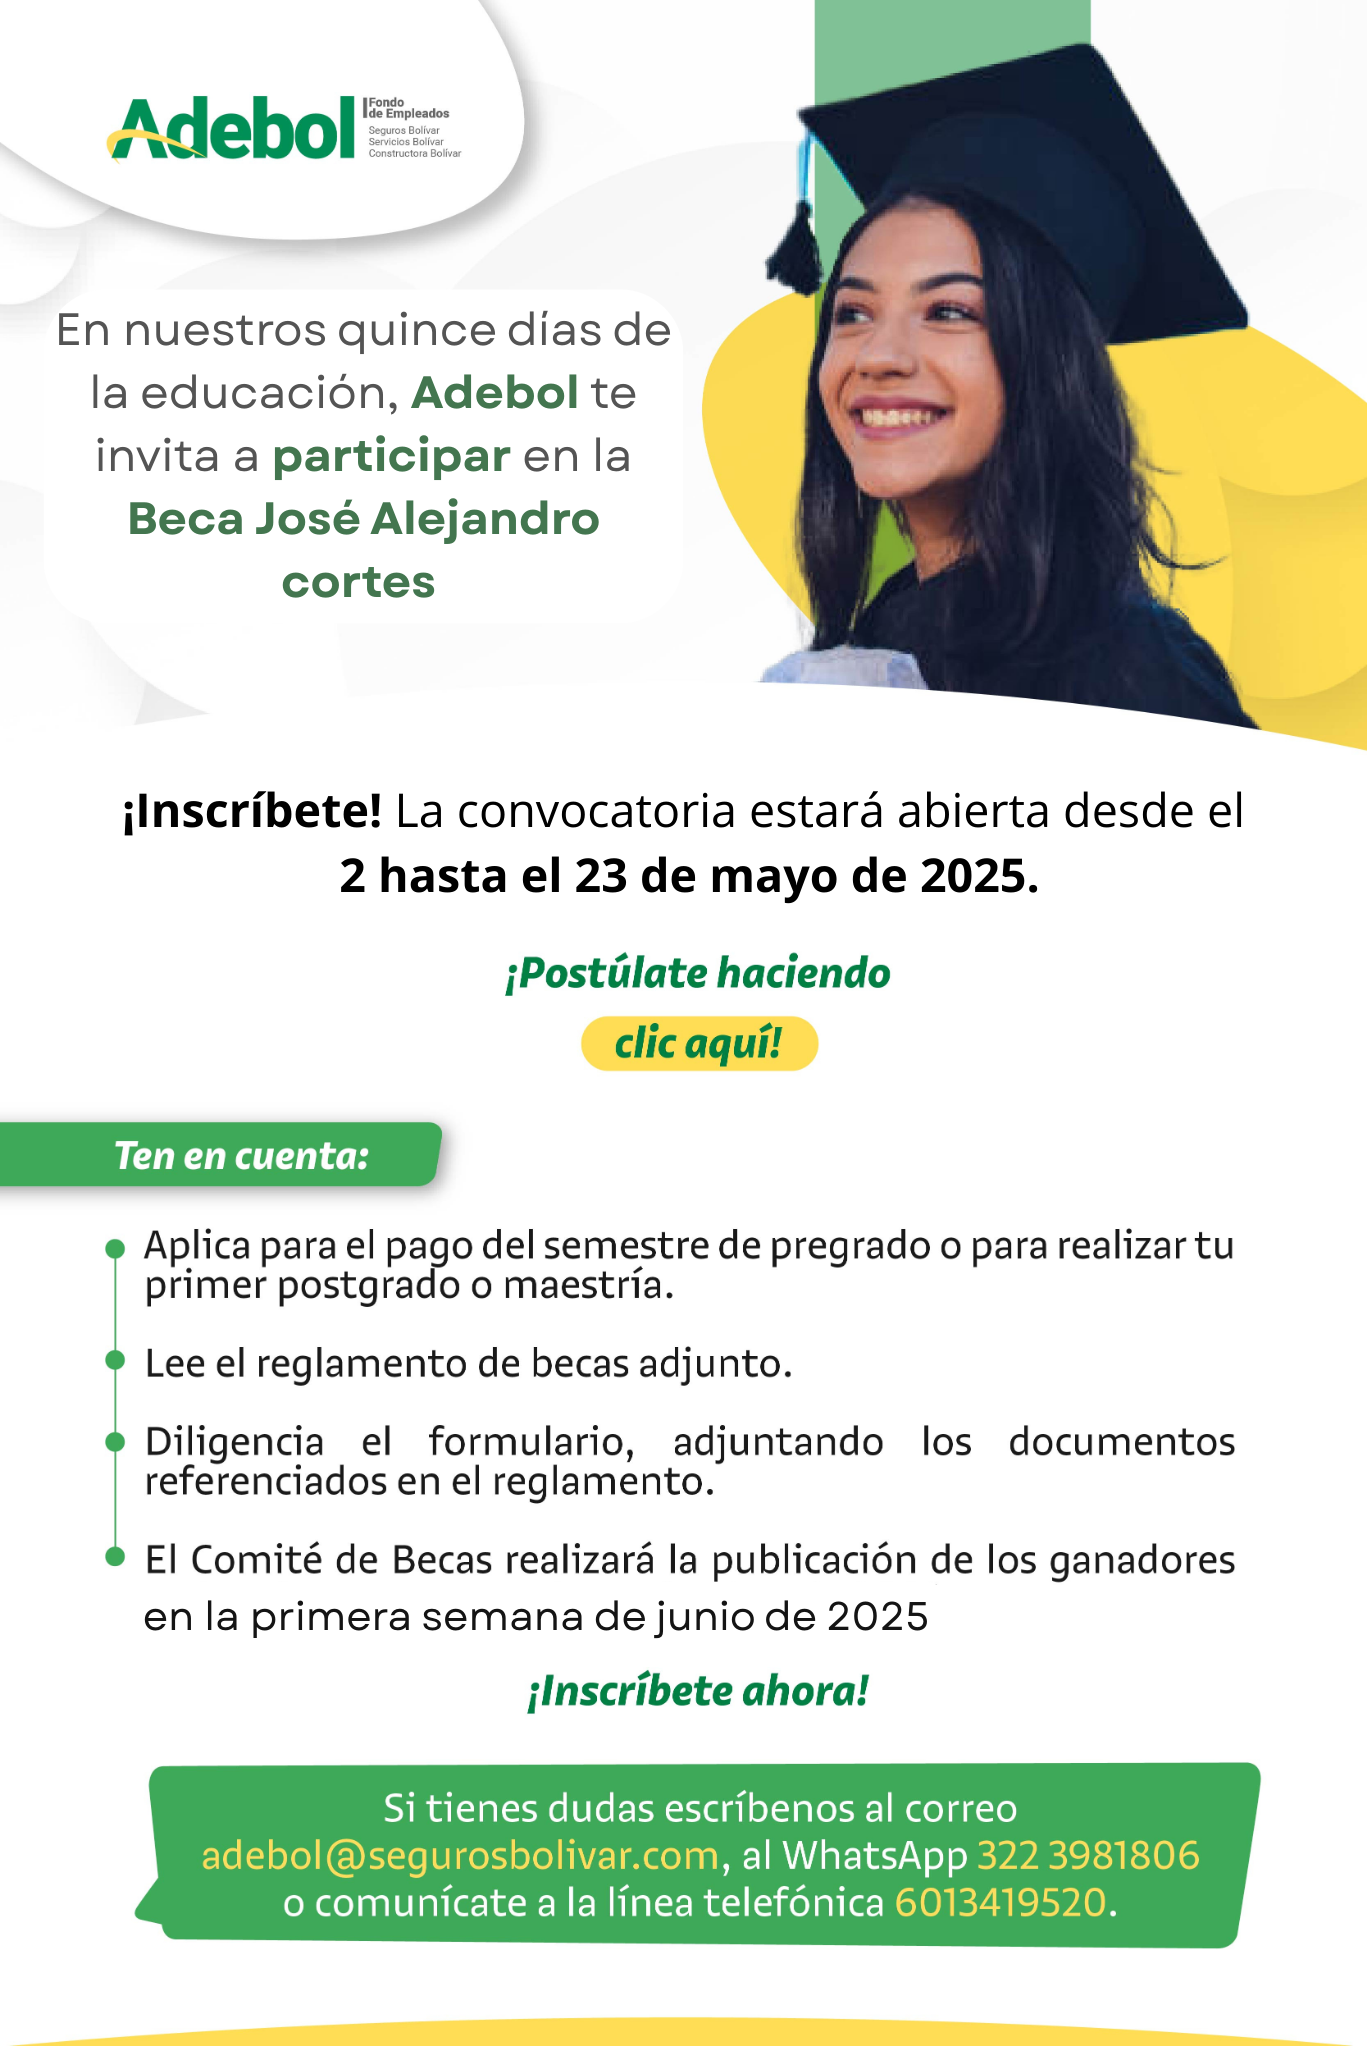 Adebol
Fondo
de Empleados
Seguros Bolívar
Servicios Bolívar
Constructora Bolívar
En nuestros quince días de
la educación, Adebol te
invita a participar en la
Beca José Alejandro
cortes
¡Inscríbete! La convocatoria estará abierta desde el
2 hasta el 23 de mayo de 2025.
¡Postúlate haciendo
clic aquí!
Ten en cuenta:
Aplica para el pago del semestre de pregrado o para realizar tu
primer postgrado o maestría.
Lee el reglamento de becas adjunto.
Diligencia el formulario, adjuntando los documentos
referenciados en el reglamento.
El Comité de Becas realizará la publicación de los ganadores
en la primera semana de junio de 2025
¡Inscríbete ahora!
Si tienes dudas escríbenos al correo
adebol@segurosbolivar.com, al WhatsApp 322 3981806
o comunícate a la línea telefónica 6013419520.